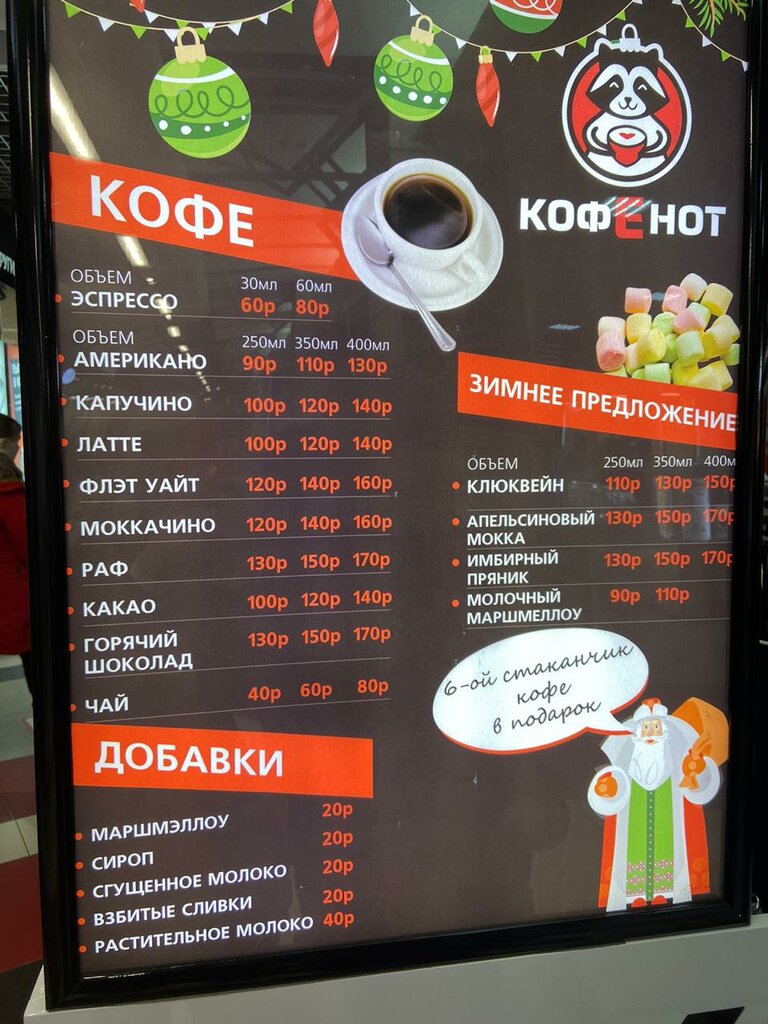 КОФЕ
КОФЕНОТ
ОБЪЕМ 30мл 60мл
ЭСПРЕССО 60р 80р
ОБЪЕМ 250мл 350мл 400мл
АМЕРИКАНО 90р 110р 130р
КАПУЧИНО 100р 120р 140р
ЛАТТЕ 100р 120р 140р
ФЛЭТ УАЙТ 120р 140р 160р
МОККАЧИНО 120р 140р 160р
РАФ 130р 150р 170р
КАКАО 100р 120р 140р
ГОРЯЧИЙ 130р 150р 170р
ШОКОЛАД
ЧАЙ 40р 60р 80р
ДОБАВКИ
МАРШМЭЛЛОУ 20р
СИРОП 20р
СГУЩЕННОЕ МОЛОКО 20р
ВЗБИТЫЕ СЛИВКИ 20р
РАСТИТЕЛЬНОЕ МОЛОКО 40р
ЗИМНЕЕ ПРЕДЛОЖЕНИЕ
ОБЪЕМ 250мл 350мл 400м
КЛЮКВЕЙН 110р 130р 150р
АПЕЛЬСИНОВЫЙ 130р 150р 170р
МОККА
ИМБИРНЫЙ 130р 150р 170р
ПРЯНИК
МОЛОЧНЫЙ 90р 110р
МАРШМЕЛЛОУ
6-ой стаканчик
кофе
в подарок